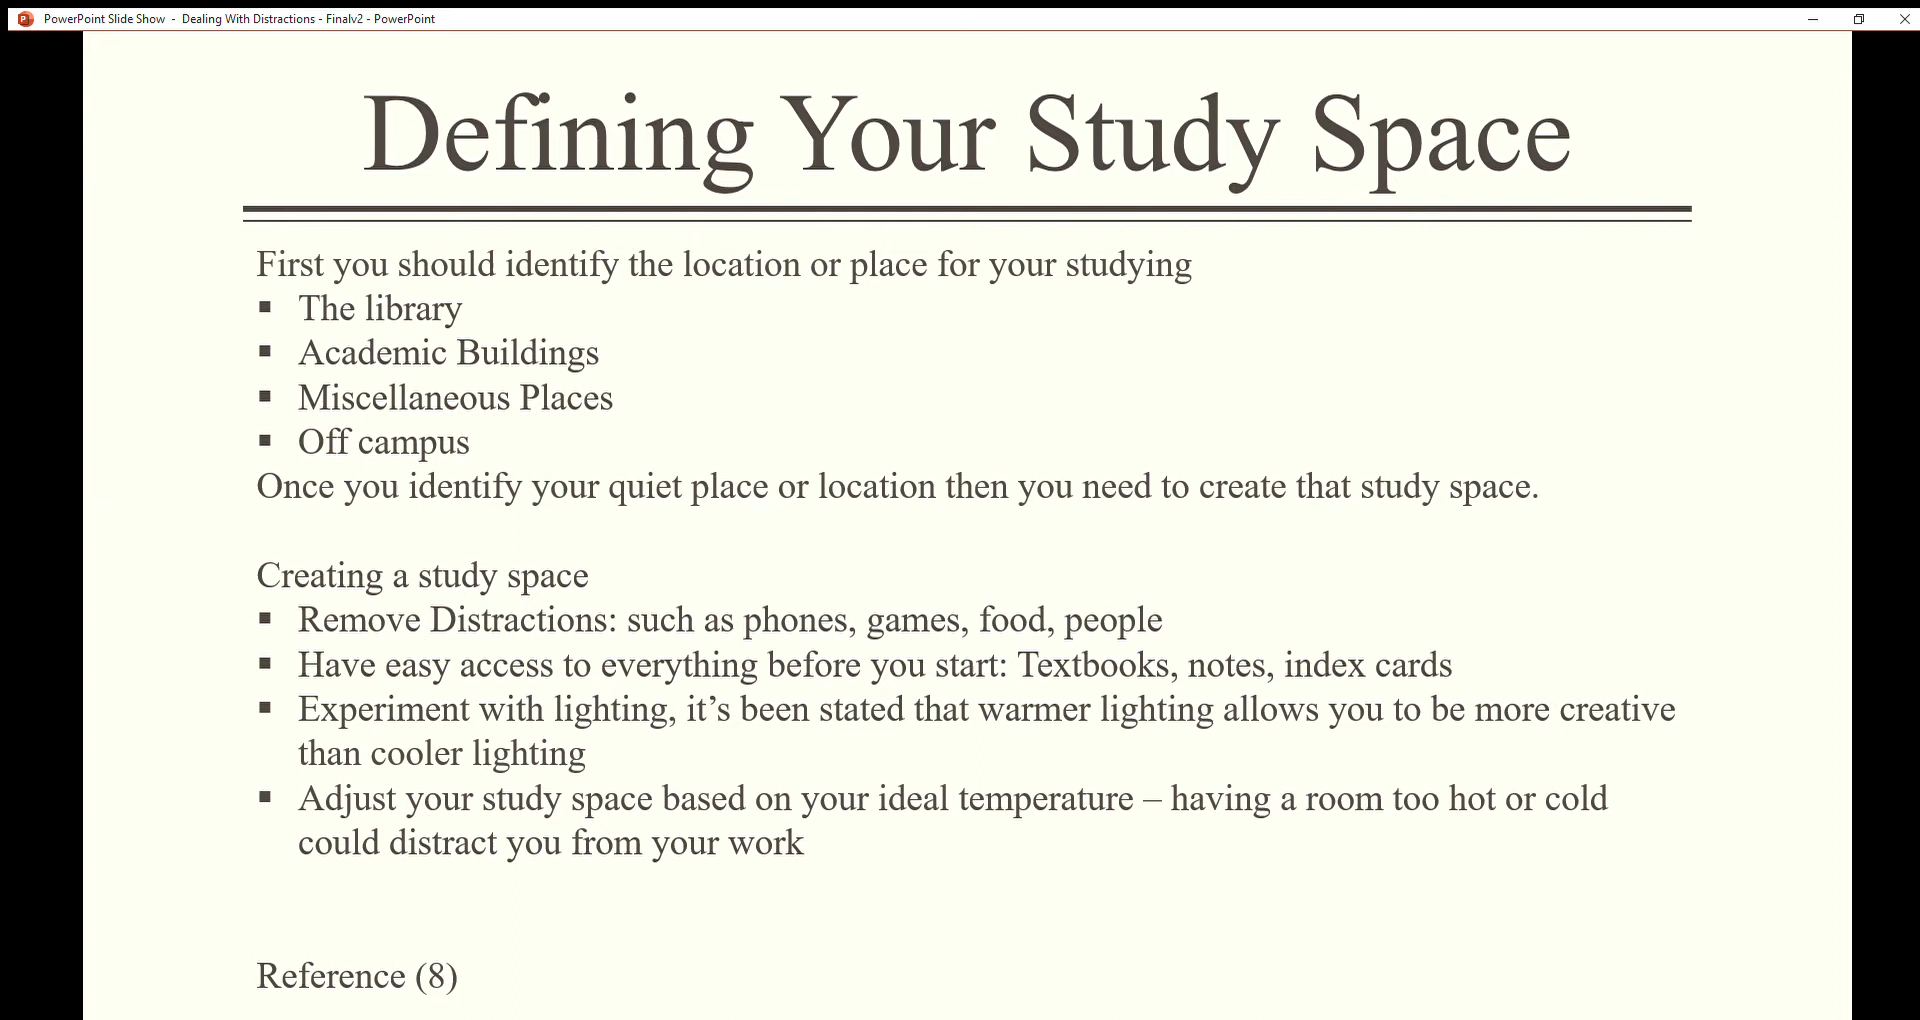 PowerPoint Slide Show - Dealing With Distractions - Finalv2 - PowerPoint
Defining Your Study Space
First you should identify the location or place for your studying
▪ The library
▪ Academic Buildings
▪ Miscellaneous Places
▪ Off campus
Once you identify your quiet place or location then you need to create that study space.
Creating a study space
▪ Remove Distractions: such as phones, games, food, people
▪ Have easy access to everything before you start: Textbooks, notes, index cards
▪ Experiment with lighting, it’s been stated that warmer lighting allows you to be more creative
than cooler lighting
▪ Adjust your study space based on your ideal temperature – having a room too hot or cold
could distract you from your work
Reference (8)